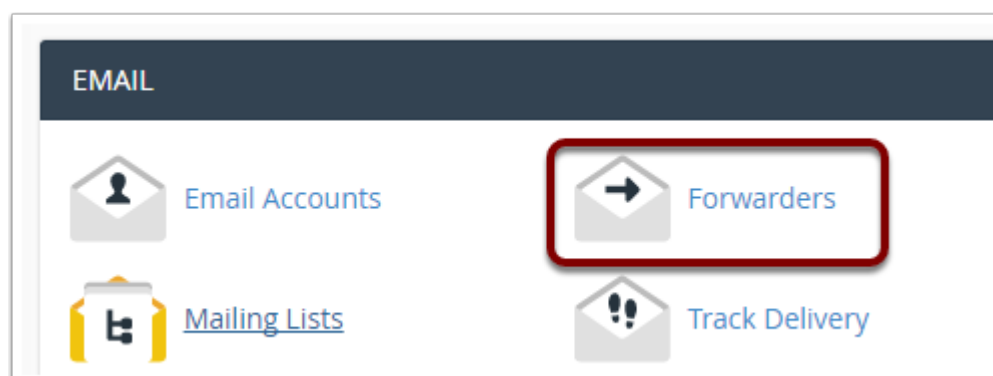 EMAIL
Email Accounts
Forwarders
Mailing Lists
Track Delivery